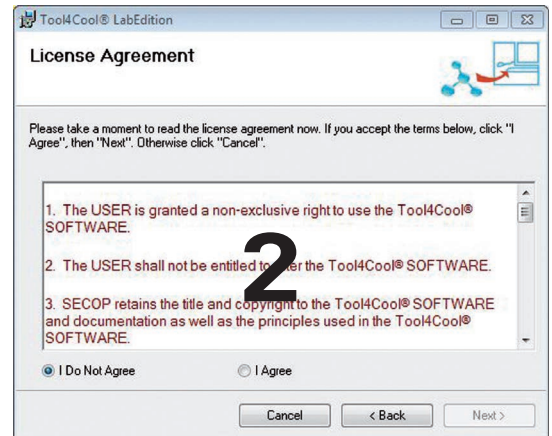 Tool4Cool® LabEdition
License Agreement
Please take a moment to read the license agreement now. If you accept the terms below, click "I
Agree", then "Next". Otherwise click "Cancel".
1. The USER is granted a non-exclusive right to use the Tool4Cool®
SOFTWARE.
2. The USER shall not be entitled to the Tool4Cool® SOFTWARE.
2
3. SECOP retains the title and copyright to the Tool4Cool® SOFTWARE
and documentation as well as the principles used in the Tool4Cool®
SOFTWARE.
I Do Not Agree
I Agree
Cancel
< Back
Next >